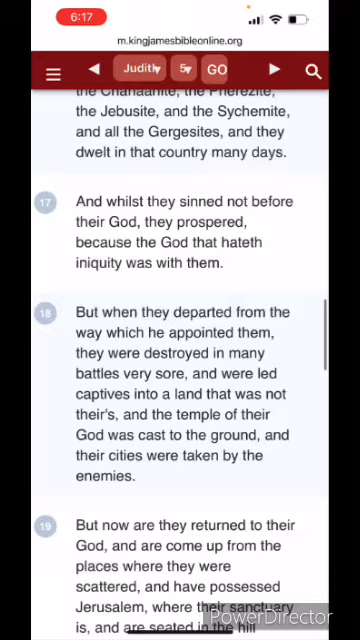 6:17
m.kingjamesbibleonline.org
Judith 5 GO
the Chanaanite, the Pherezite,
the Jebusite, and the Sychemite,
and all the Gergesites, and they
dwelt in that country many days.
17 And whilst they sinned not before
their God, they prospered,
because the God that hateth
iniquity was with them.
18 But when they departed from the
way which he appointed them,
they were destroyed in many
battles very sore, and were led
captives into a land that was not
their's, and the temple of their
God was cast to the ground, and
their cities were taken by the
enemies.
19 But now are they returned to their
God, and are come up from the
places where they were
scattered, and have possessed
Jerusalem, where their sanctuary
is, and are seated in the hill
PowerDirector